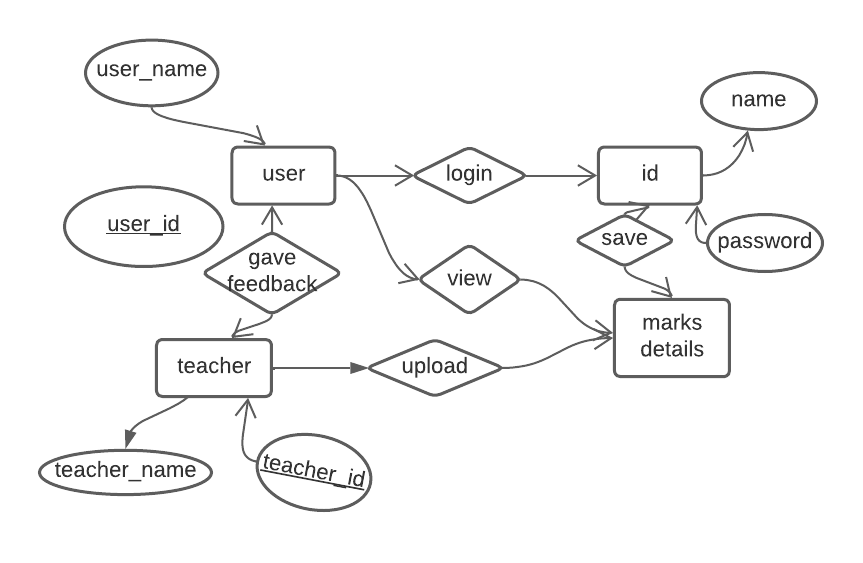 user_name
name
user
login
id
user_id
save
password
gave
feedback
view
marks
details
teacher
upload
teacher_name
teacher_id